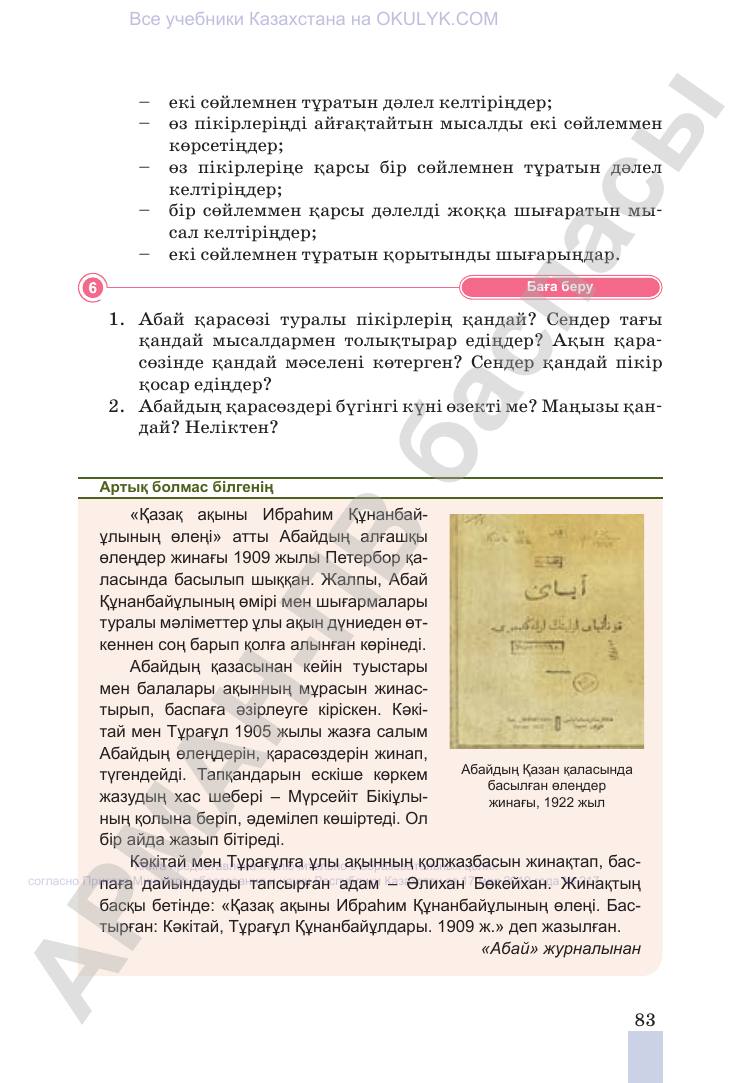 Все учебники Казахстана на OKULYK.COM
– екі сөйлемнен тұратын дәлел келтіріңдер;
– өз пікірлеріңді айғақтайтын мысалды екі сөйлеммен
көрсетіңдер;
– өз пікірлеріңе қарсы бір сөйлемнен тұратын дәлел
келтіріңдер;
– бір сөйлеммен қарсы дәлелді жоққа шығаратын мы-
сал келтіріңдер;
– екі сөйлемнен тұратын қорытынды шығарыңдар.
6 Баға беру
1. Абай қарасөзі туралы пікірлерің қандай? Сендер тағы
қандай мысалдармен толықтырар едіңдер? Ақын қара-
сөзінде қандай мәселені көтерген? Сендер қандай пікір
қосар едіңдер?
2. Абайдың қарасөздері бүгінгі күні өзекті ме? Маңызы қан-
дай? Неліктен?
Артық болмас білгенің
«Қазақ ақыны Ибраһим Құнанбай-
ұлының өлеңі» атты Абайдың алғашқы
өлеңдер жинағы 1909 жылы Петербор қа-
ласында басылып шыққан. Жалпы, Абай
Құнанбайұлының өмірі мен шығармалары
туралы мәліметтер ұлы ақын дүниеден өт-
кеннен соң барып қолға алынған көрінеді.
Абайдың қазасынан кейін туыстары
мен балалары ақынның мұрасын жинас-
тырып, баспаға әзірлеуге кіріскен. Кәкі-
тай мен Тұрағұл 1905 жылы жазға салым
Абайдың өлеңдерін, қарасөздерін жинап,
түгендейді. Тапқандарын ескіше көркем
жазудың хас шебері – Мүрсейіт Бікіұлы-
ның қолына беріп, әдемілеп көшіртеді. Ол
бір айда жазып бітіреді.
اباي
Абайдың Қазан қаласында
басылған өлеңдер
жинағы, 1922 жыл
Кәкітай мен Тұрағұлға ұлы ақынның қолжазбасын жинақтап, бас-
паға дайындауды тапсырған адам – Әлихан Бөкейхан. Жинақтың
басқы бетінде: «Қазақ ақыны Ибраһим Құнанбайұлының өлеңі. Бас-
тырған: Кәкітай, Тұрағұл Құнанбайұлдары. 1909 ж.» деп жазылған.
«Абай» журналынан
83
АРМАН-ПВ баспасы